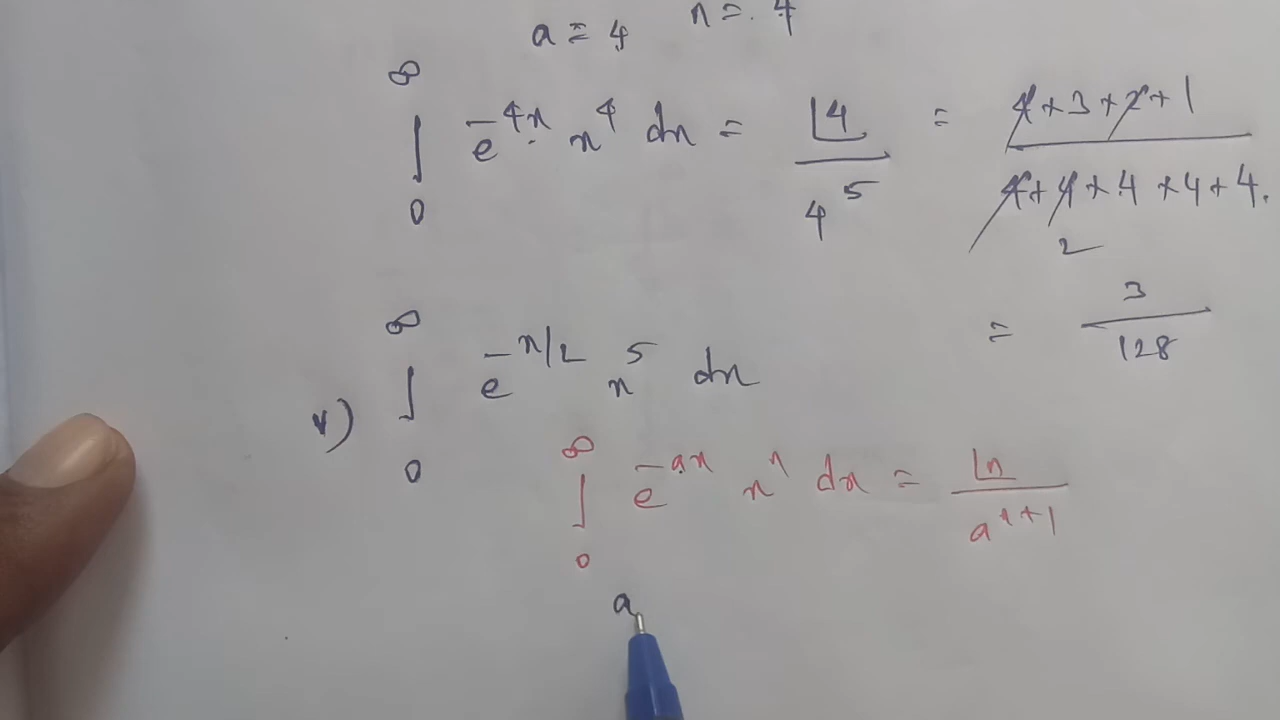 a = 4 n = 4
∞
∫ e^{-4x} x^4 dx = ⌊4 / 4^5 = 4 × 3 × 2 × 1 / 4 × 4 × 4 × 4 × 4.
0
2
= 3 / 128
v) ∞
∫ e^{-x/2} x^5 dx
0
∞
∫ e^{-ax} x^n dx = ⌊n / a^{n+1}
0
a